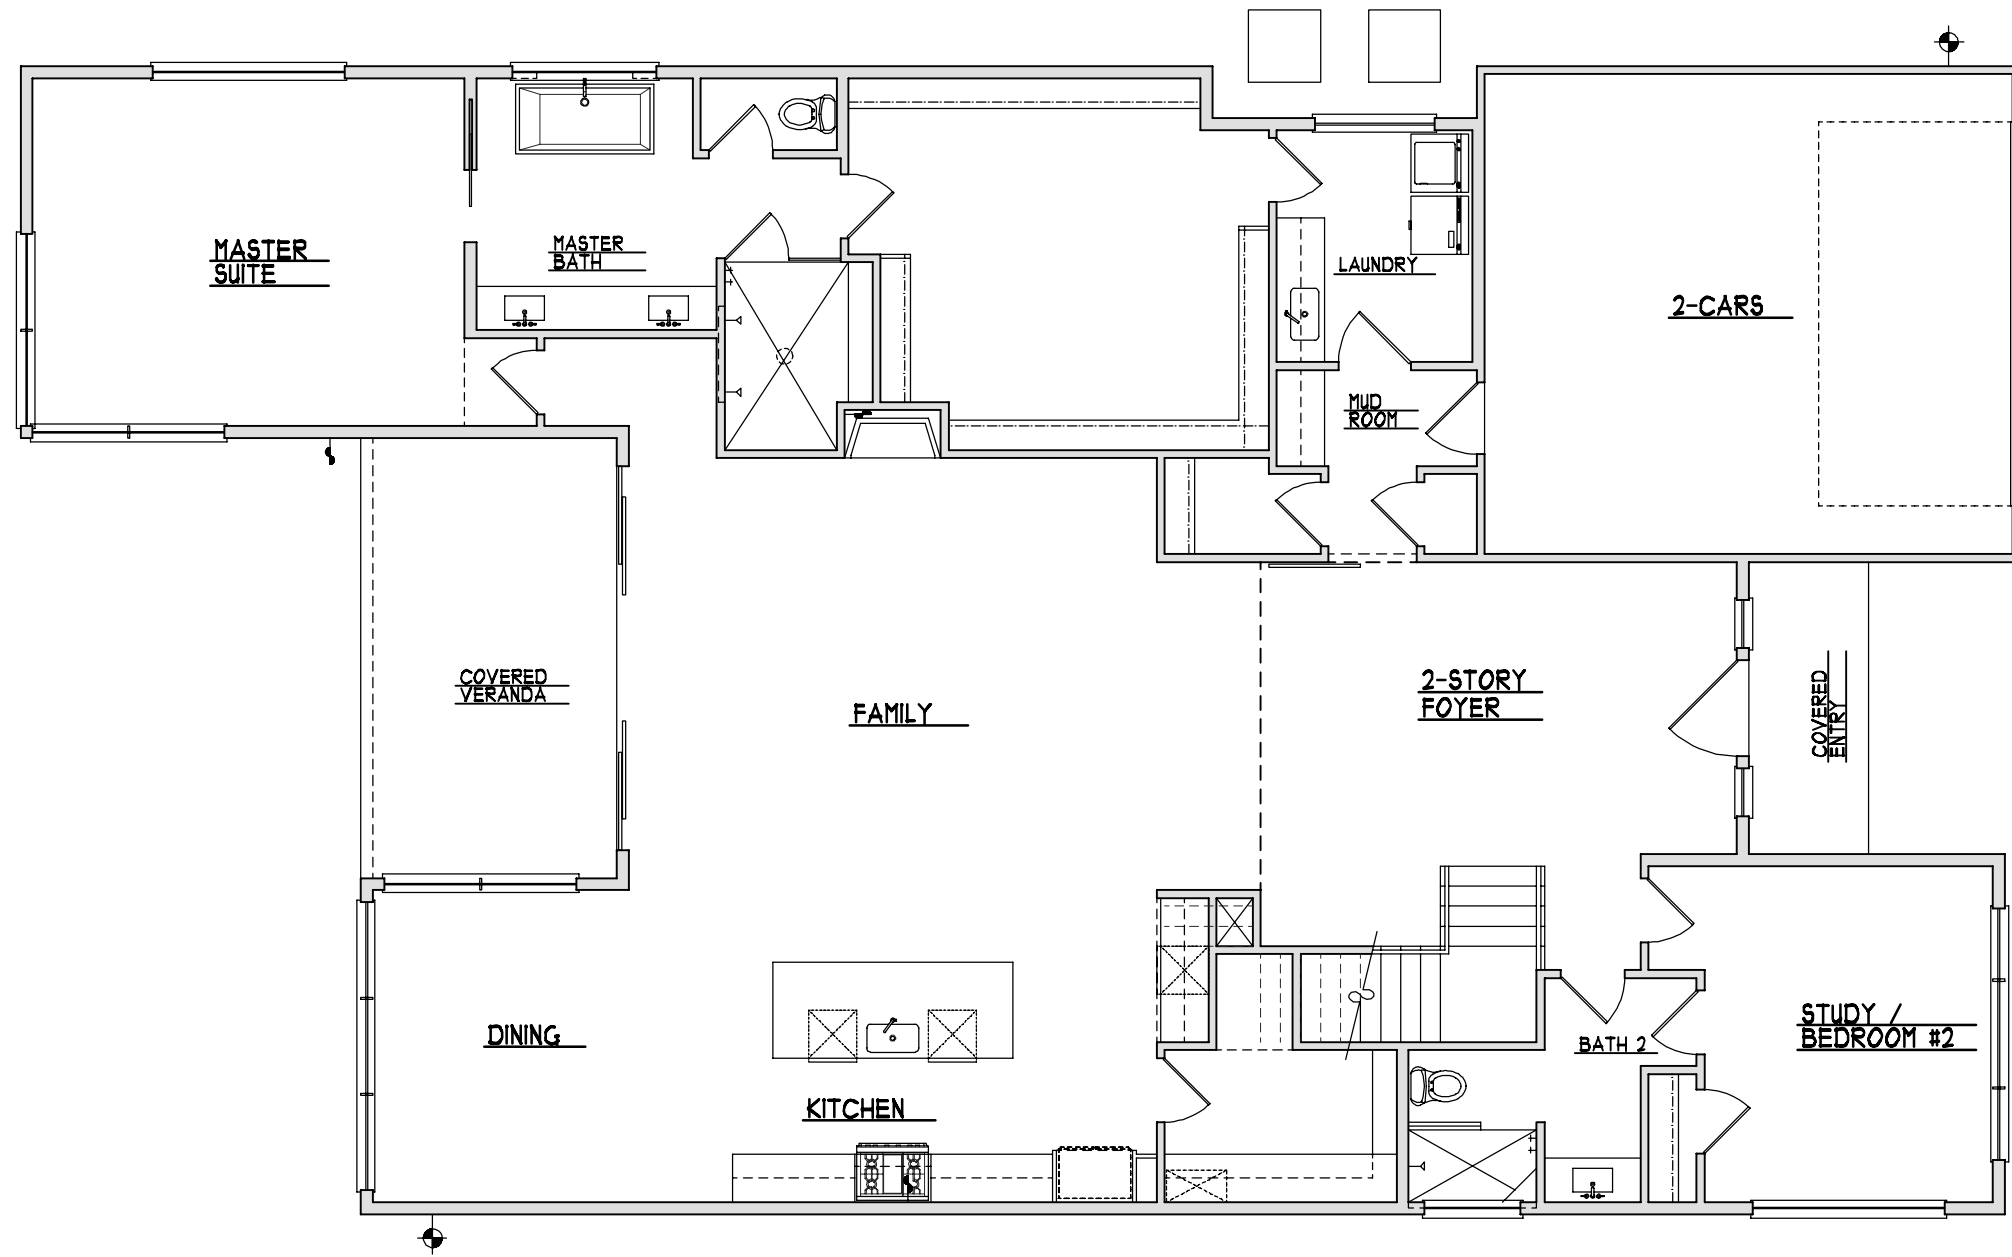 MASTER
SUITE
MASTER
BATH
LAUNDRY
2-CARS
MUD
ROOM
COVERED
VERANDA
FAMILY
2-STORY
FOYER
COVERED
ENTRY
DINING
KITCHEN
BATH 2
STUDY /
BEDROOM #2